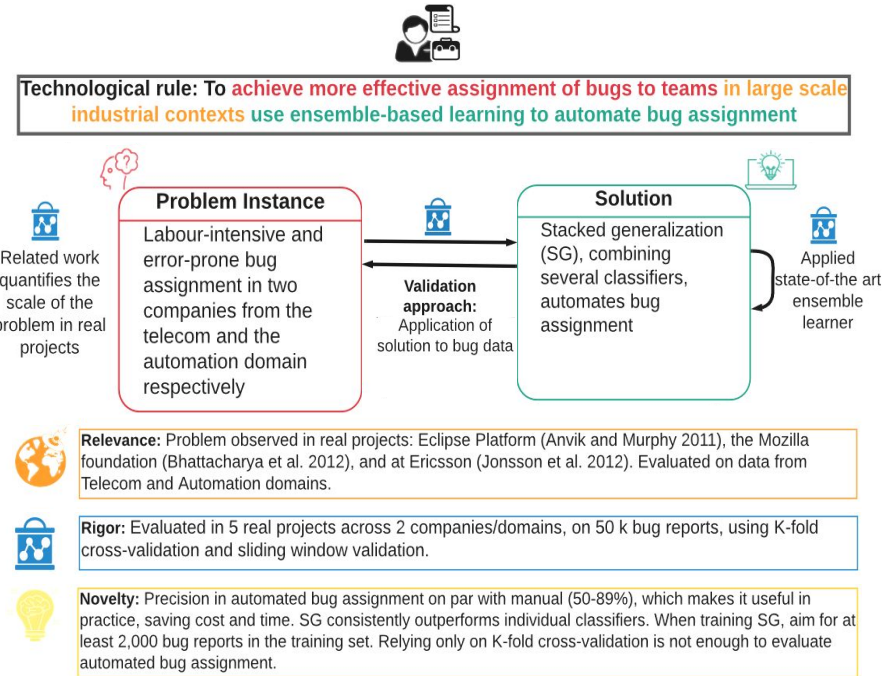 Technological rule: To achieve more effective assignment of bugs to teams in large scale
industrial contexts use ensemble-based learning to automate bug assignment
Related work
quantifies the
scale of the
problem in real
projects
Problem Instance
Labour-intensive and
error-prone bug
assignment in two
companies from the
telecom and the
automation domain
respectively
Validation
approach:
Application of
solution to bug data
Solution
Stacked generalization
(SG), combining
several classifiers,
automates bug
assignment
Applied
state-of-the art
ensemble
learner
Relevance: Problem observed in real projects: Eclipse Platform (Anvik and Murphy 2011), the Mozilla
foundation (Bhattacharya et al. 2012), and at Ericsson (Jonsson et al. 2012). Evaluated on data from
Telecom and Automation domains.
Rigor: Evaluated in 5 real projects across 2 companies/domains, on 50 k bug reports, using K-fold
cross-validation and sliding window validation.
Novelty: Precision in automated bug assignment on par with manual (50-89%), which makes it useful in
practice, saving cost and time. SG consistently outperforms individual classifiers. When training SG, aim for at
least 2,000 bug reports in the training set. Relying only on K-fold cross-validation is not enough to evaluate
automated bug assignment.